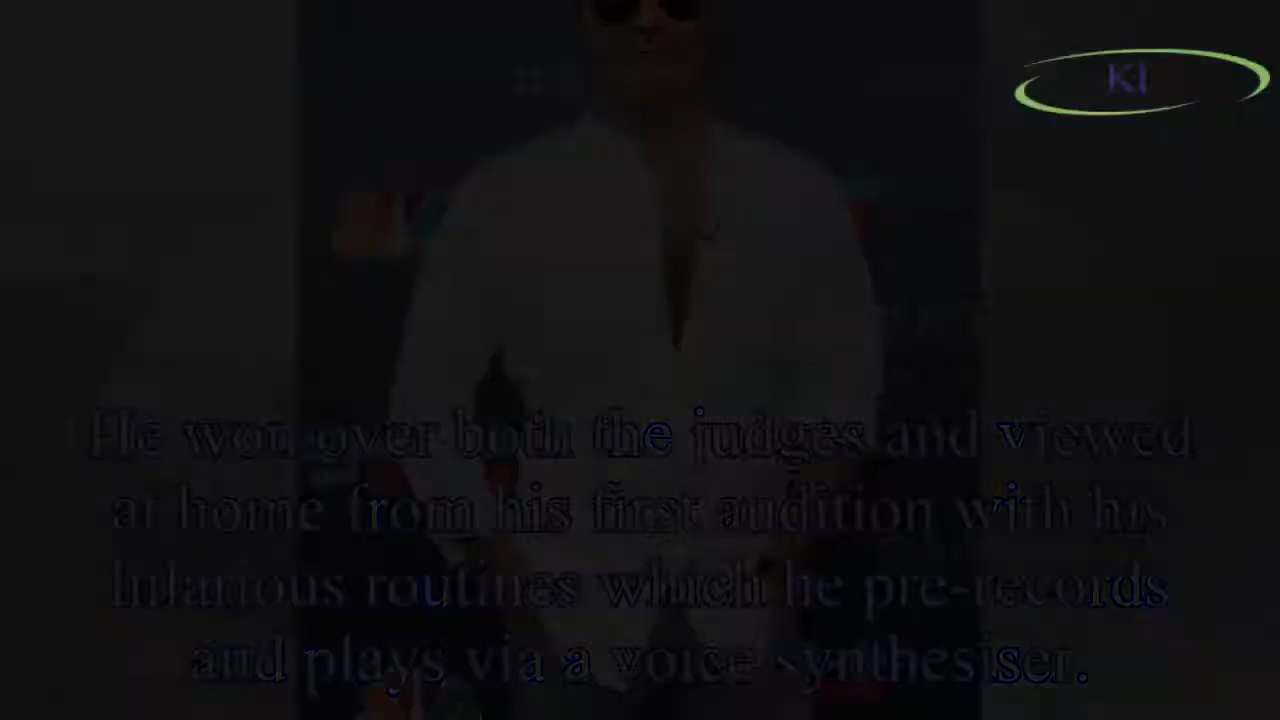 KI
He won over both the judges and viewed
at home from his first audition with his
hilarious routines which he pre-records
and plays via a voice synthesiser.